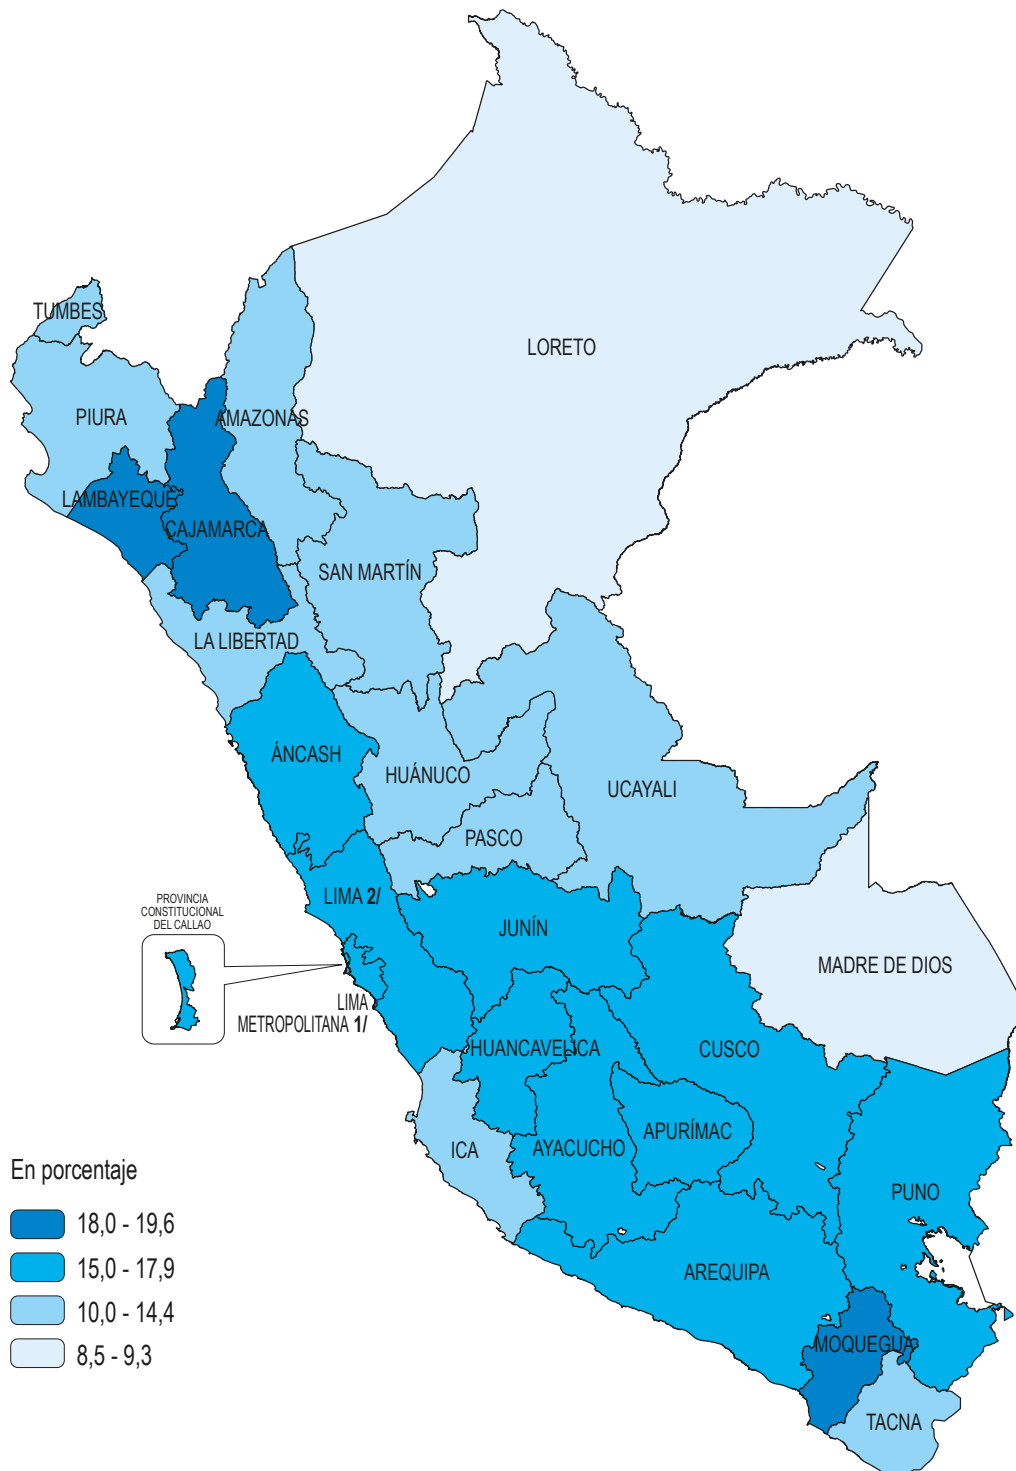 TUMBES
LORETO
PIURA
AMAZONAS
LAMBAYEQUE
CAJAMARCA
SAN MARTÍN
LA LIBERTAD
ÁNCASH
HUÁNUCO
UCAYALI
PASCO
LIMA 2/
JUNÍN
PROVINCIA
CONSTITUCIONAL
DEL CALLAO
MADRE DE DIOS
LIMA
METROPOLITANA 1/
HUANCAVELICA
CUSCO
ICA
AYACUCHO
APURÍMAC
PUNO
AREQUIPA
MOQUEGUA
TACNA
En porcentaje
18,0 - 19,6
15,0 - 17,9
10,0 - 14,4
8,5 - 9,3